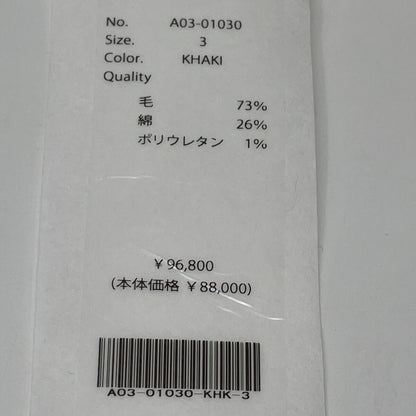 No. A03-01030
Size. 3
Color. KHAKI
Quality
毛 73%
綿 26%
ポリウレタン 1%
¥96,800
(本体価格 ¥88,000)
A03-01030-KHK-3